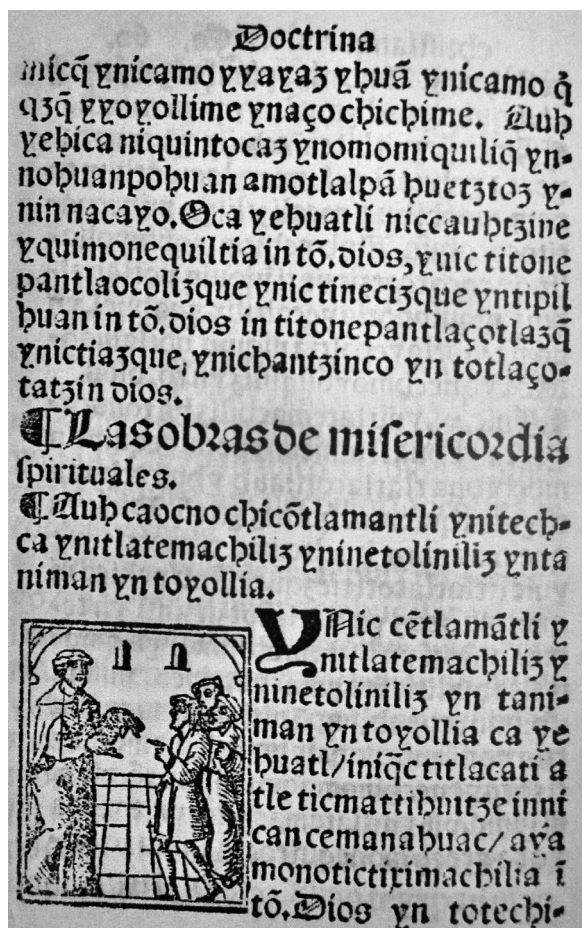 Doctrina
micq̃ ynicamo yyayaz yhuã ynicamo q̃
qzq̃ yyoyollime ynaço chichime. Auh
yehica niquintocaz ynomomiquiliq̃ yn-
nohuanpohuan amotlalpã huetztoz y-
nin nacayo. Oca yehuatli niccauhtzine
yquimonequiltia in tõ. dios, ynic titone
pantlaocolizque ynic tinecizque yntipil
huan in tõ. dios in titonepantlaçotlazq̃
ynictiazque, ynichantzinco yn totlaço-
tatzin dios.
¶ Las obras de misericordia
spirituales.
¶ Auh caocno chicõtlamantli ynitech-
ca ynitlatemachiliz yninetoliniliz ynta
niman yn toyollia.
YNic cẽtlamãtli y
nitlatemachiliz y
ninetoliniliz yn tani-
man yn toyollia ca ye
huatl/iniq̃c titlacati a
tle ticmattihuitze inni
can cemanahuac/ aya
monotictiximachilia ĩ
tõ. Dios yn totechi-